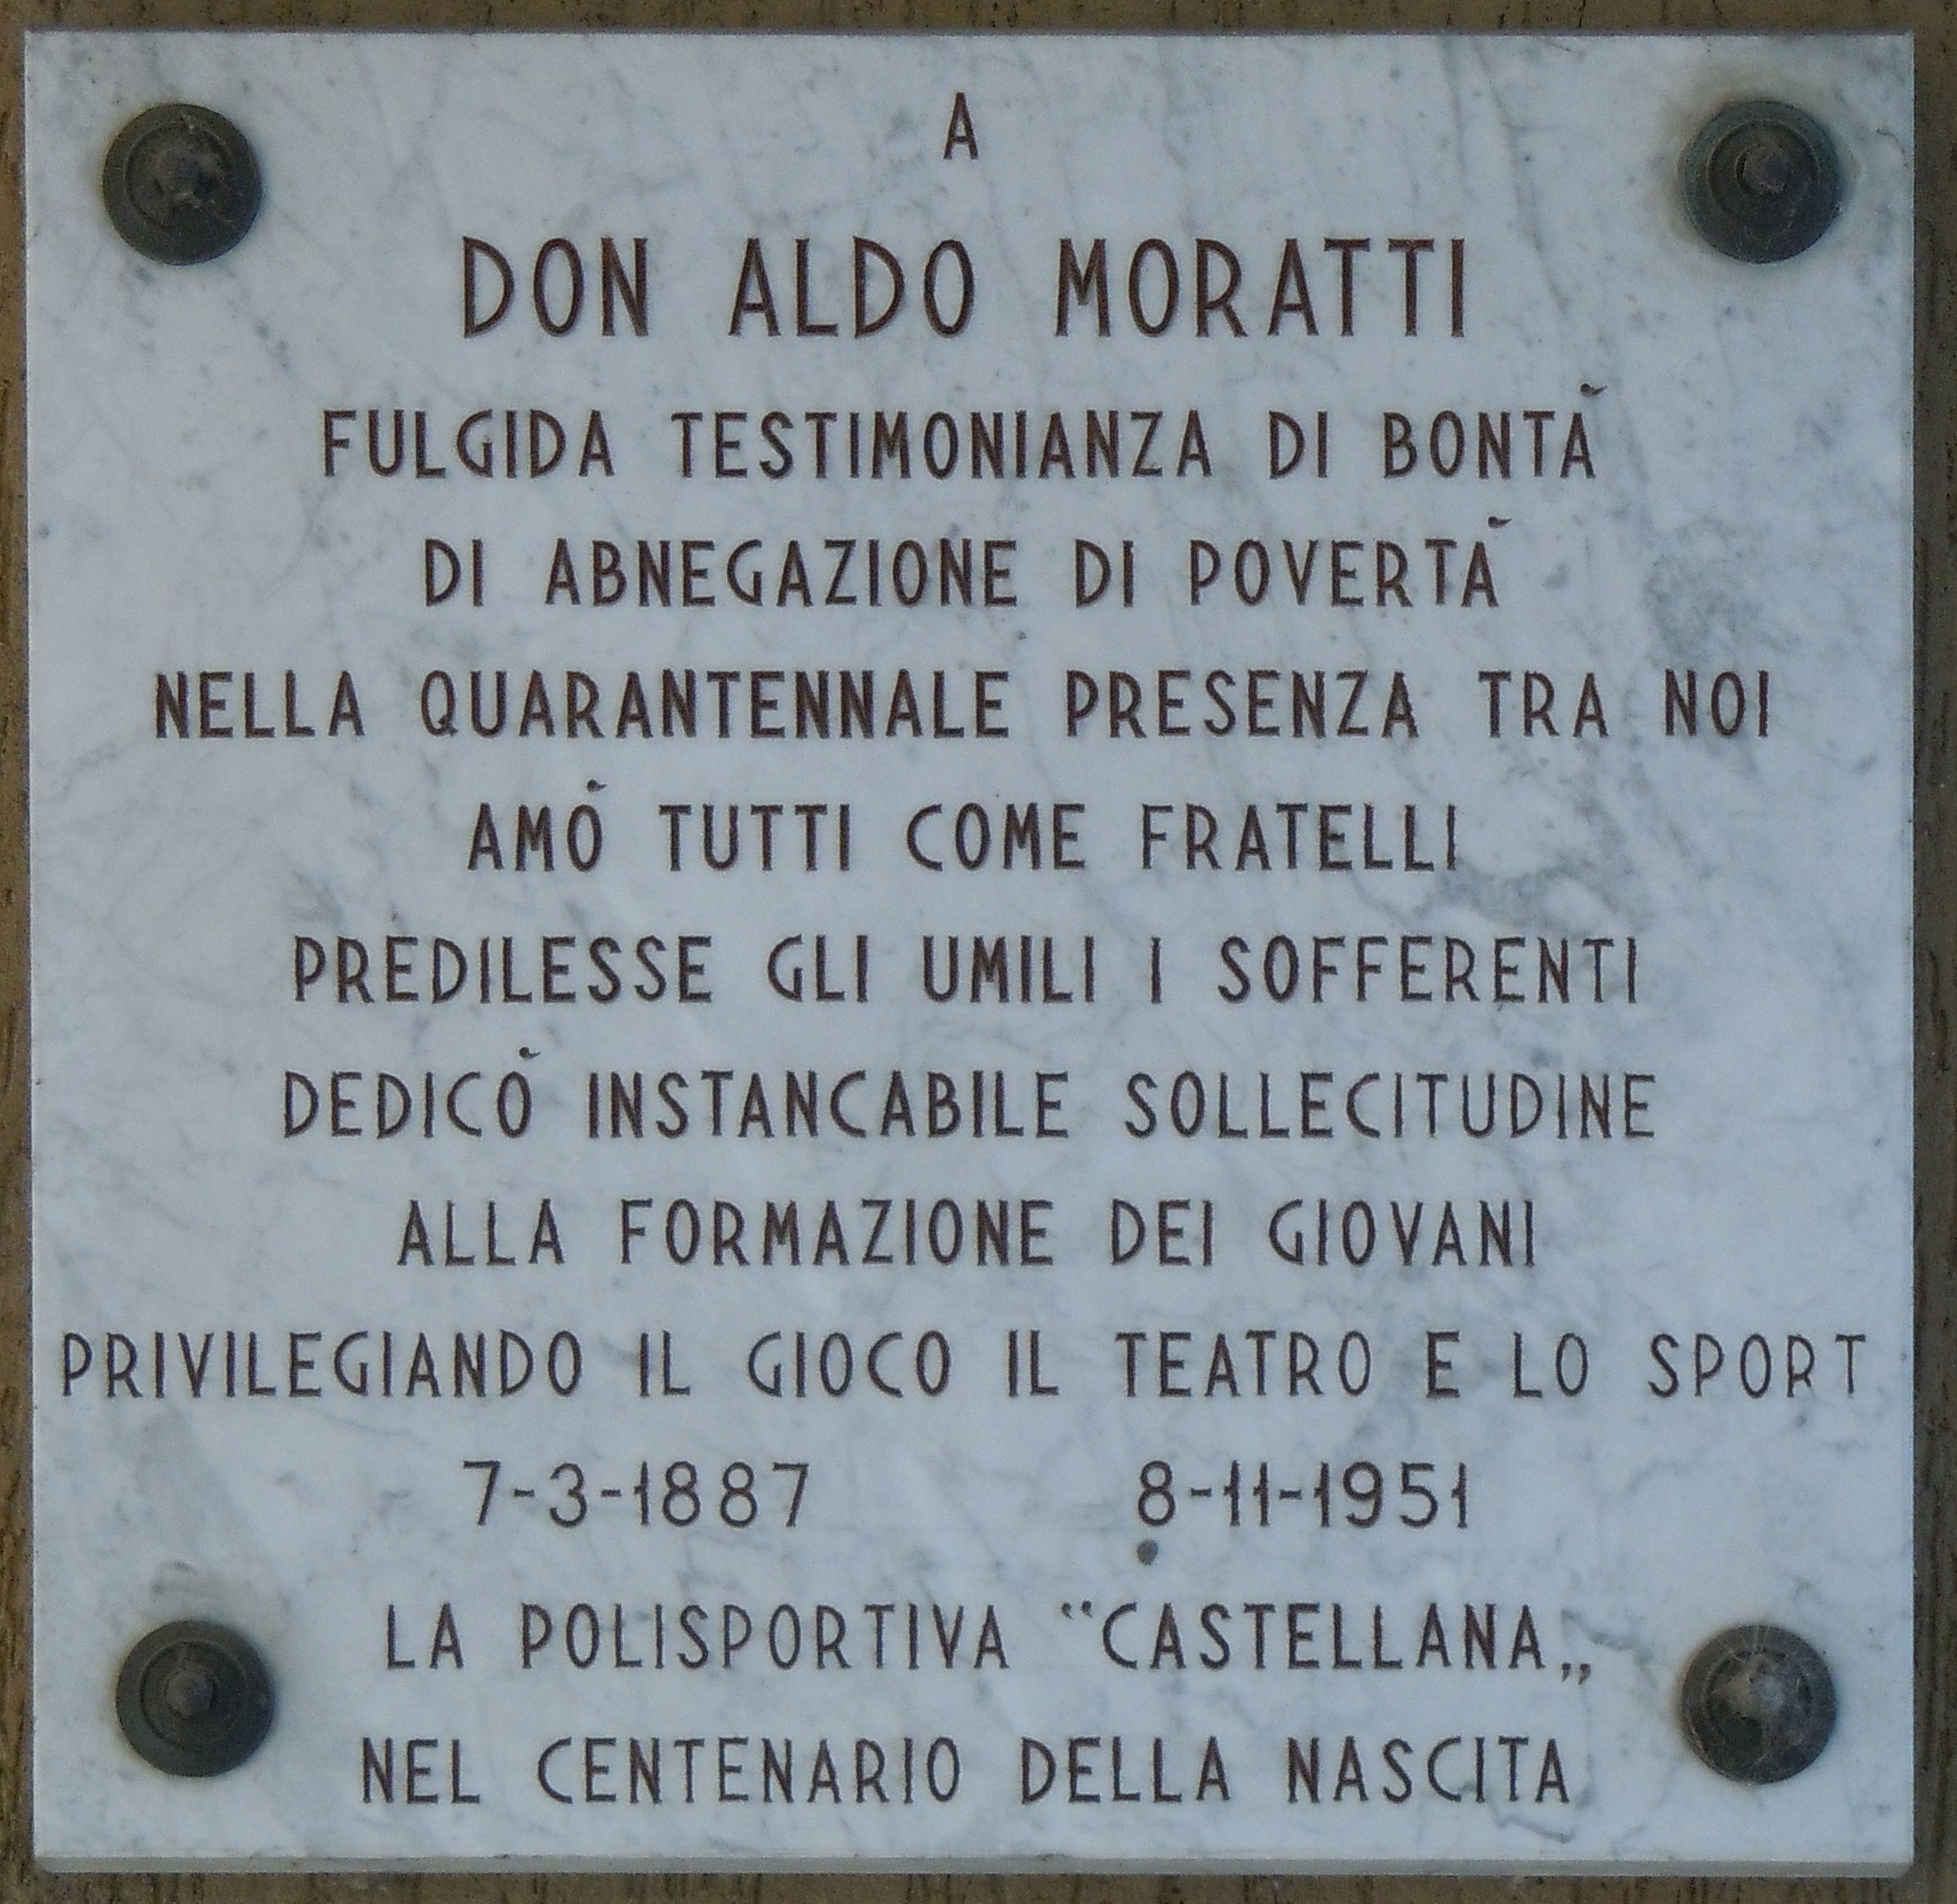 A
DON ALDO MORATTI
FULGIDA TESTIMONIANZA DI BONTÀ
DI ABNEGAZIONE DI POVERTÀ
NELLA QUARANTENNALE PRESENZA TRA NOI
AMÒ TUTTI COME FRATELLI
PREDILESSE GLI UMILI I SOFFERENTI
DEDICÒ INSTANCABILE SOLLECITUDINE
ALLA FORMAZIONE DEI GIOVANI
PRIVILEGIANDO IL GIOCO IL TEATRO E LO SPORT
7-3-1887 8-11-1951
LA POLISPORTIVA “CASTELLANA„
NEL CENTENARIO DELLA NASCITA